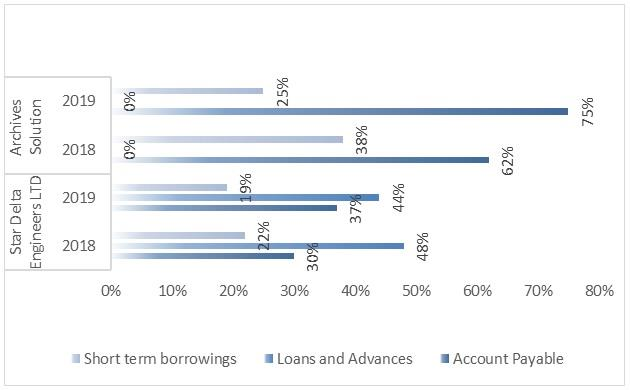 Archives
Solution
2019
0%
25%
75%
2018
0%
38%
62%
Star Delta
Engineers LTD
2019
19%
44%
37%
2018
22%
48%
30%
0% 10% 20% 30% 40% 50% 60% 70% 80%
Short term borrowings Loans and Advances Account Payable